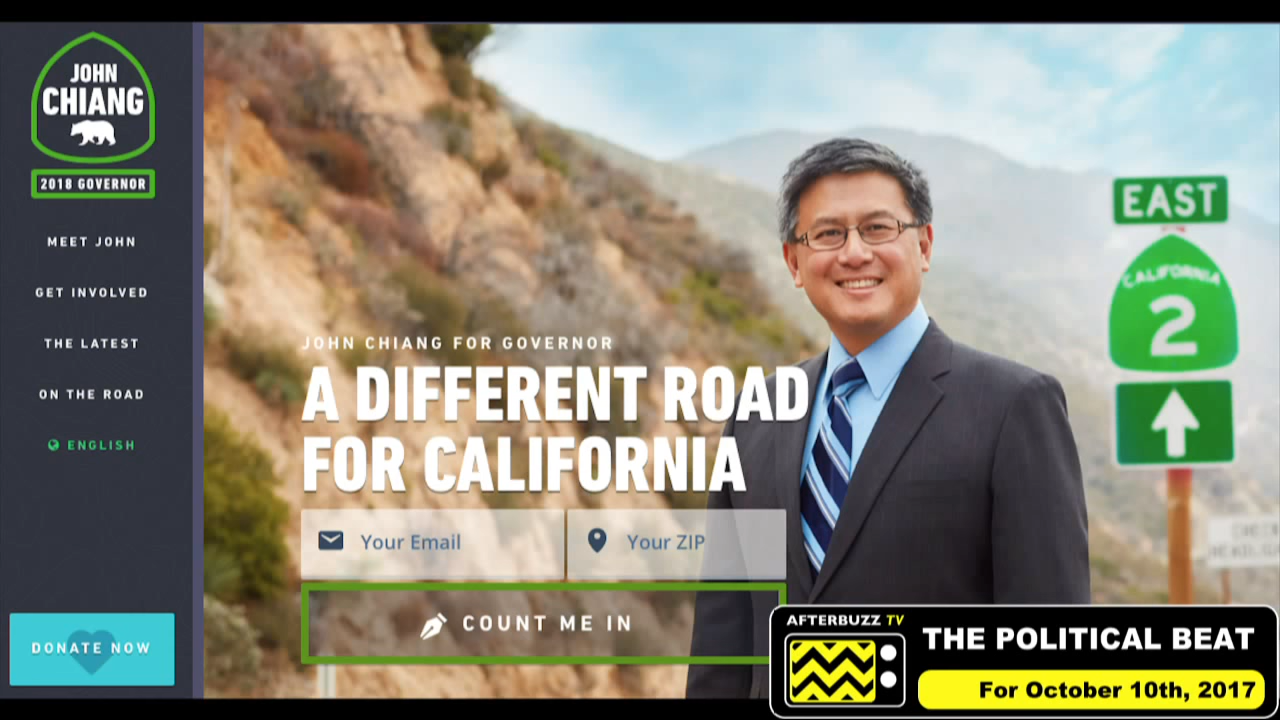 JOHN
CHIANG
2018 GOVERNOR
MEET JOHN
GET INVOLVED
THE LATEST
ON THE ROAD
ENGLISH
DONATE NOW
JOHN CHIANG FOR GOVERNOR
A DIFFERENT ROAD
FOR CALIFORNIA
Your Email
Your ZIP
COUNT ME IN
EAST
CALIFORNIA
2
AFTERBUZZ TV
THE POLITICAL BEAT
For October 10th, 2017